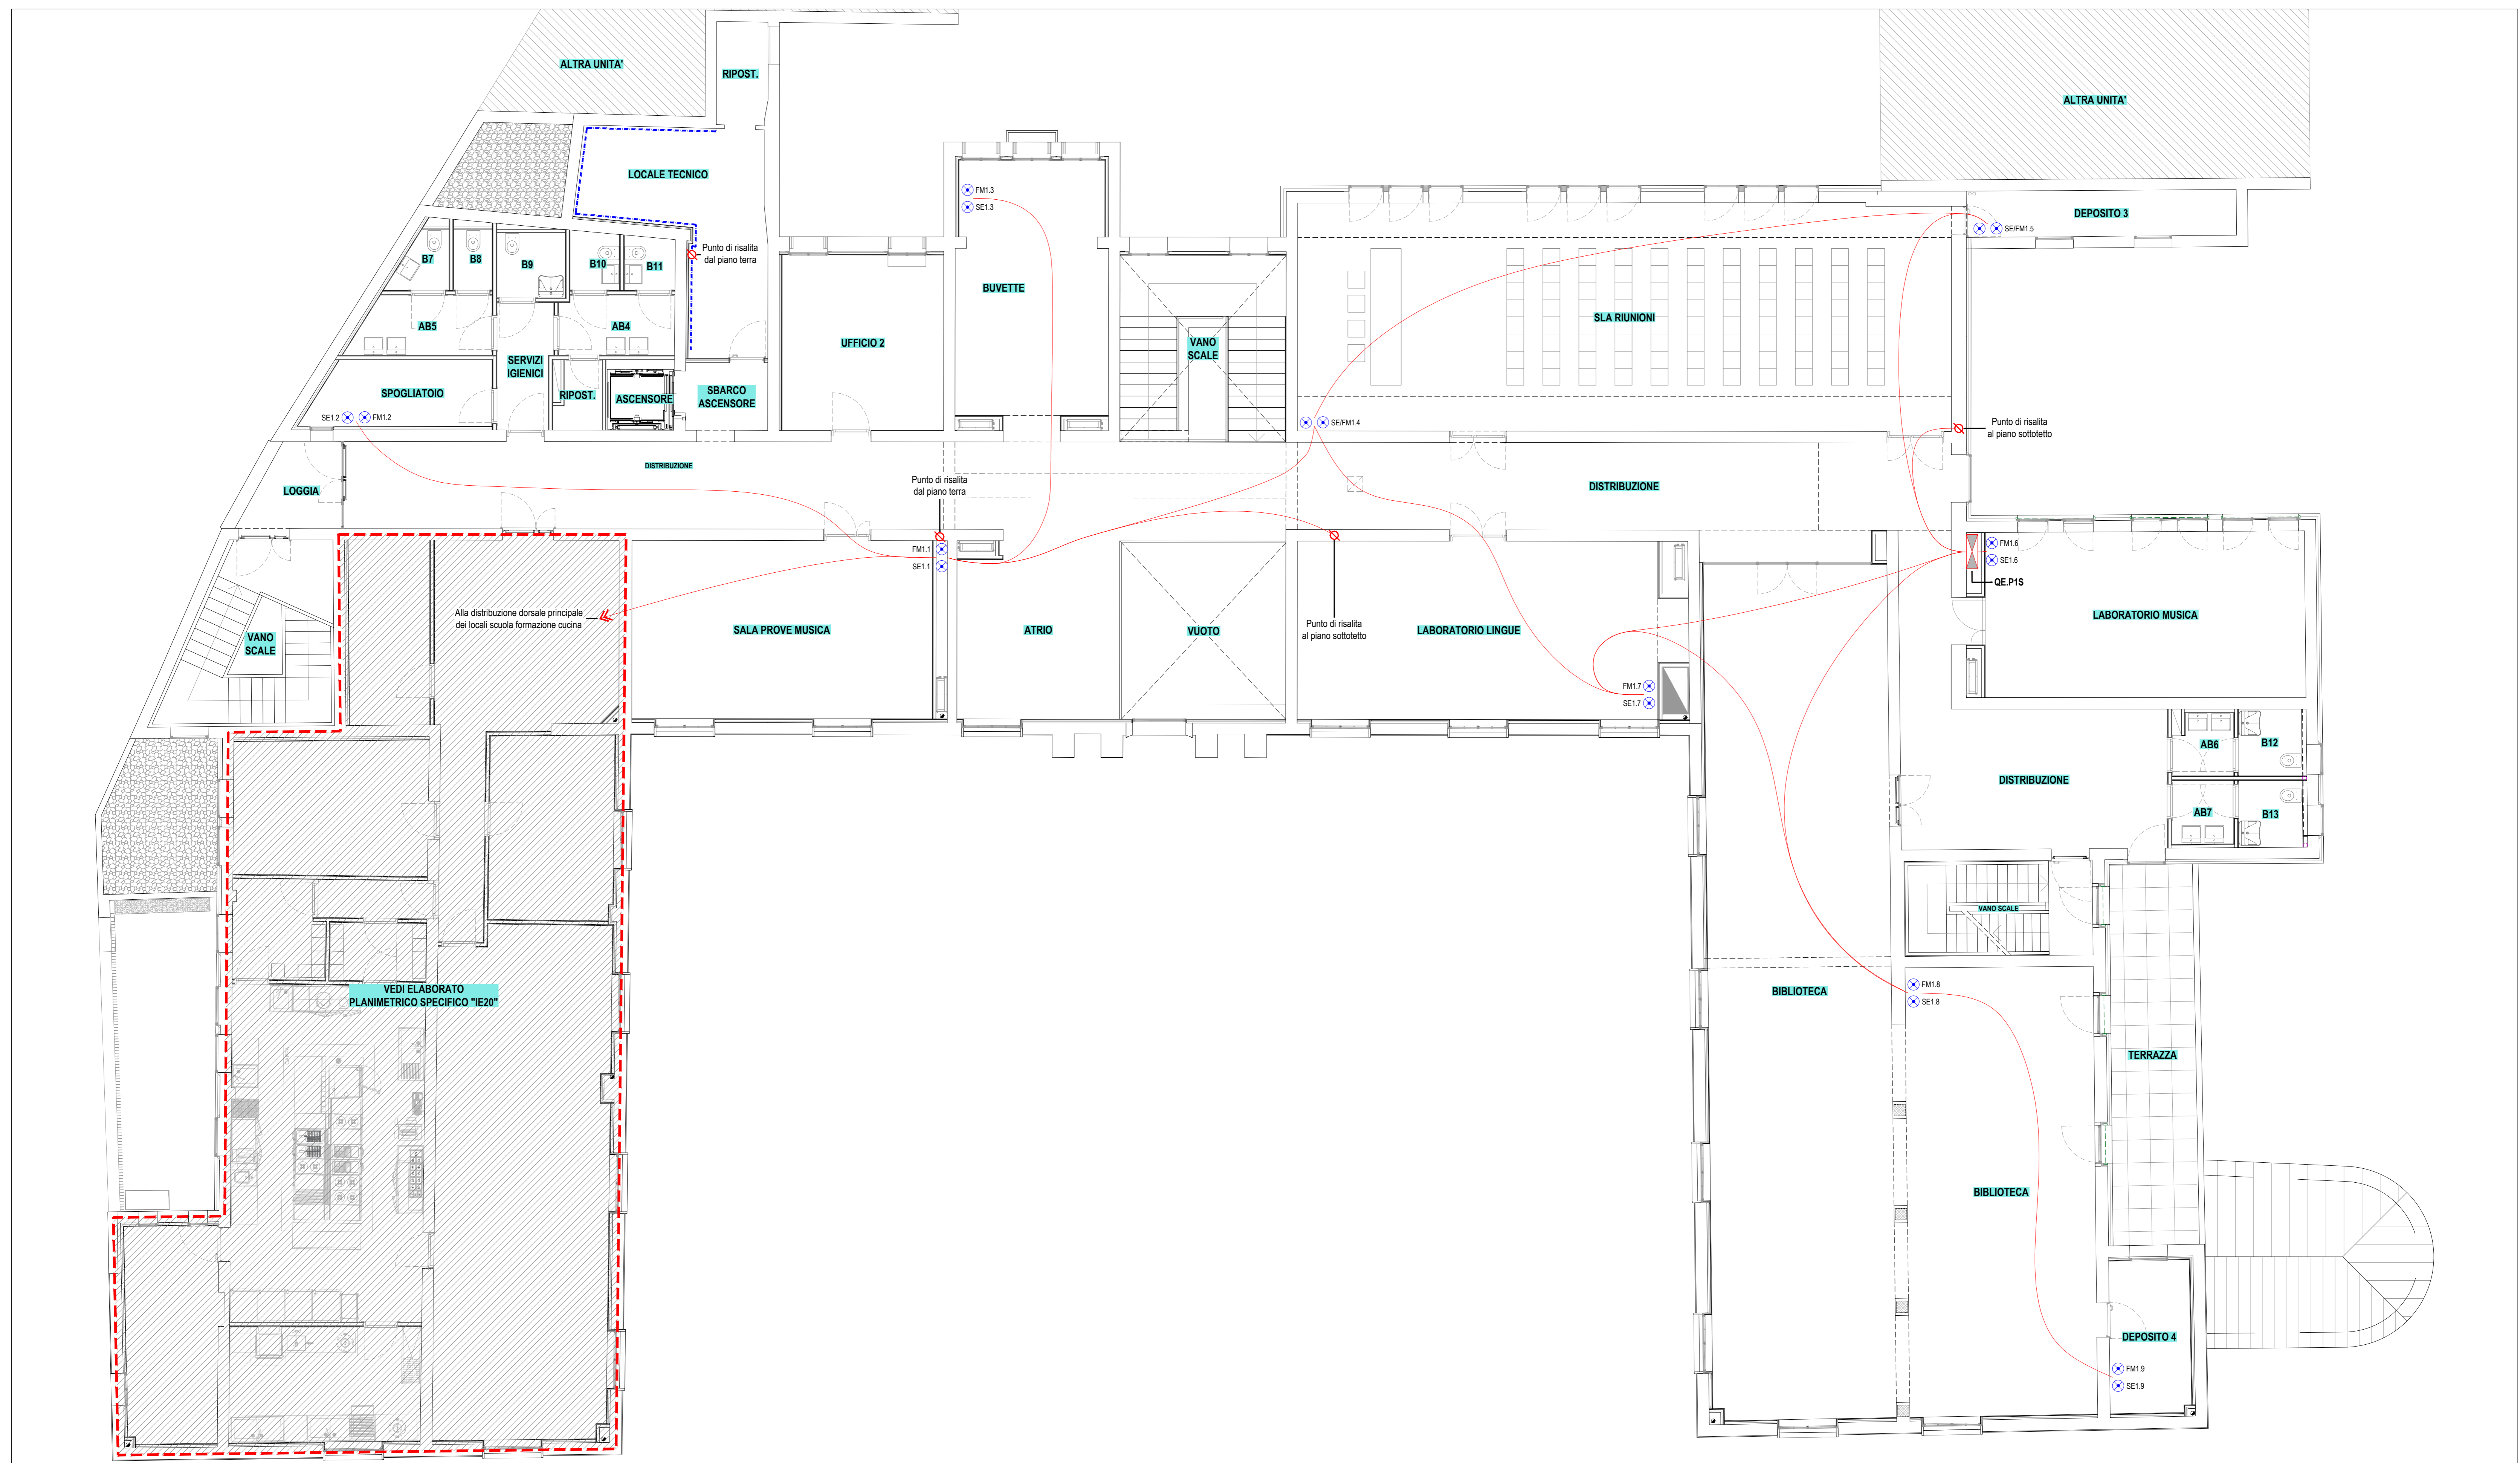 ALTRA UNITA'
RIPOST.
ALTRA UNITA'
LOCALE TECNICO
FM1.3
SE1.3
DEPOSITO 3
SE/FM1.5
B7
B8
B9
B10
B11
Punto di risalita
dal piano terra
BUVETTE
AB5
AB4
SLA RIUNIONI
UFFICIO 2
VANO
SCALE
SERVIZI
IGIENICI
SPOGLIATOIO
RIPOST.
ASCENSORE
SBARCO
ASCENSORE
SE1.2
FM1.2
SE/FM1.4
Punto di risalita
al piano sottotetto
DISTRIBUZIONE
LOGGIA
Punto di risalita
dal piano terra
DISTRIBUZIONE
FM1.1
SE1.1
FM1.6
SE1.6
QE.P1S
Alla distribuzione dorsale principale
dei locali scuola formazione cucina
VANO
SCALE
SALA PROVE MUSICA
ATRIO
VUOTO
Punto di risalita
al piano sottotetto
LABORATORIO LINGUE
LABORATORIO MUSICA
FM1.7
SE1.7
AB6
B12
DISTRIBUZIONE
AB7
B13
VANO SCALE
VEDI ELABORATO
PLANIMETRICO SPECIFICO "IE20"
BIBLIOTECA
FM1.8
SE1.8
TERRAZZA
BIBLIOTECA
DEPOSITO 4
FM1.9
SE1.9